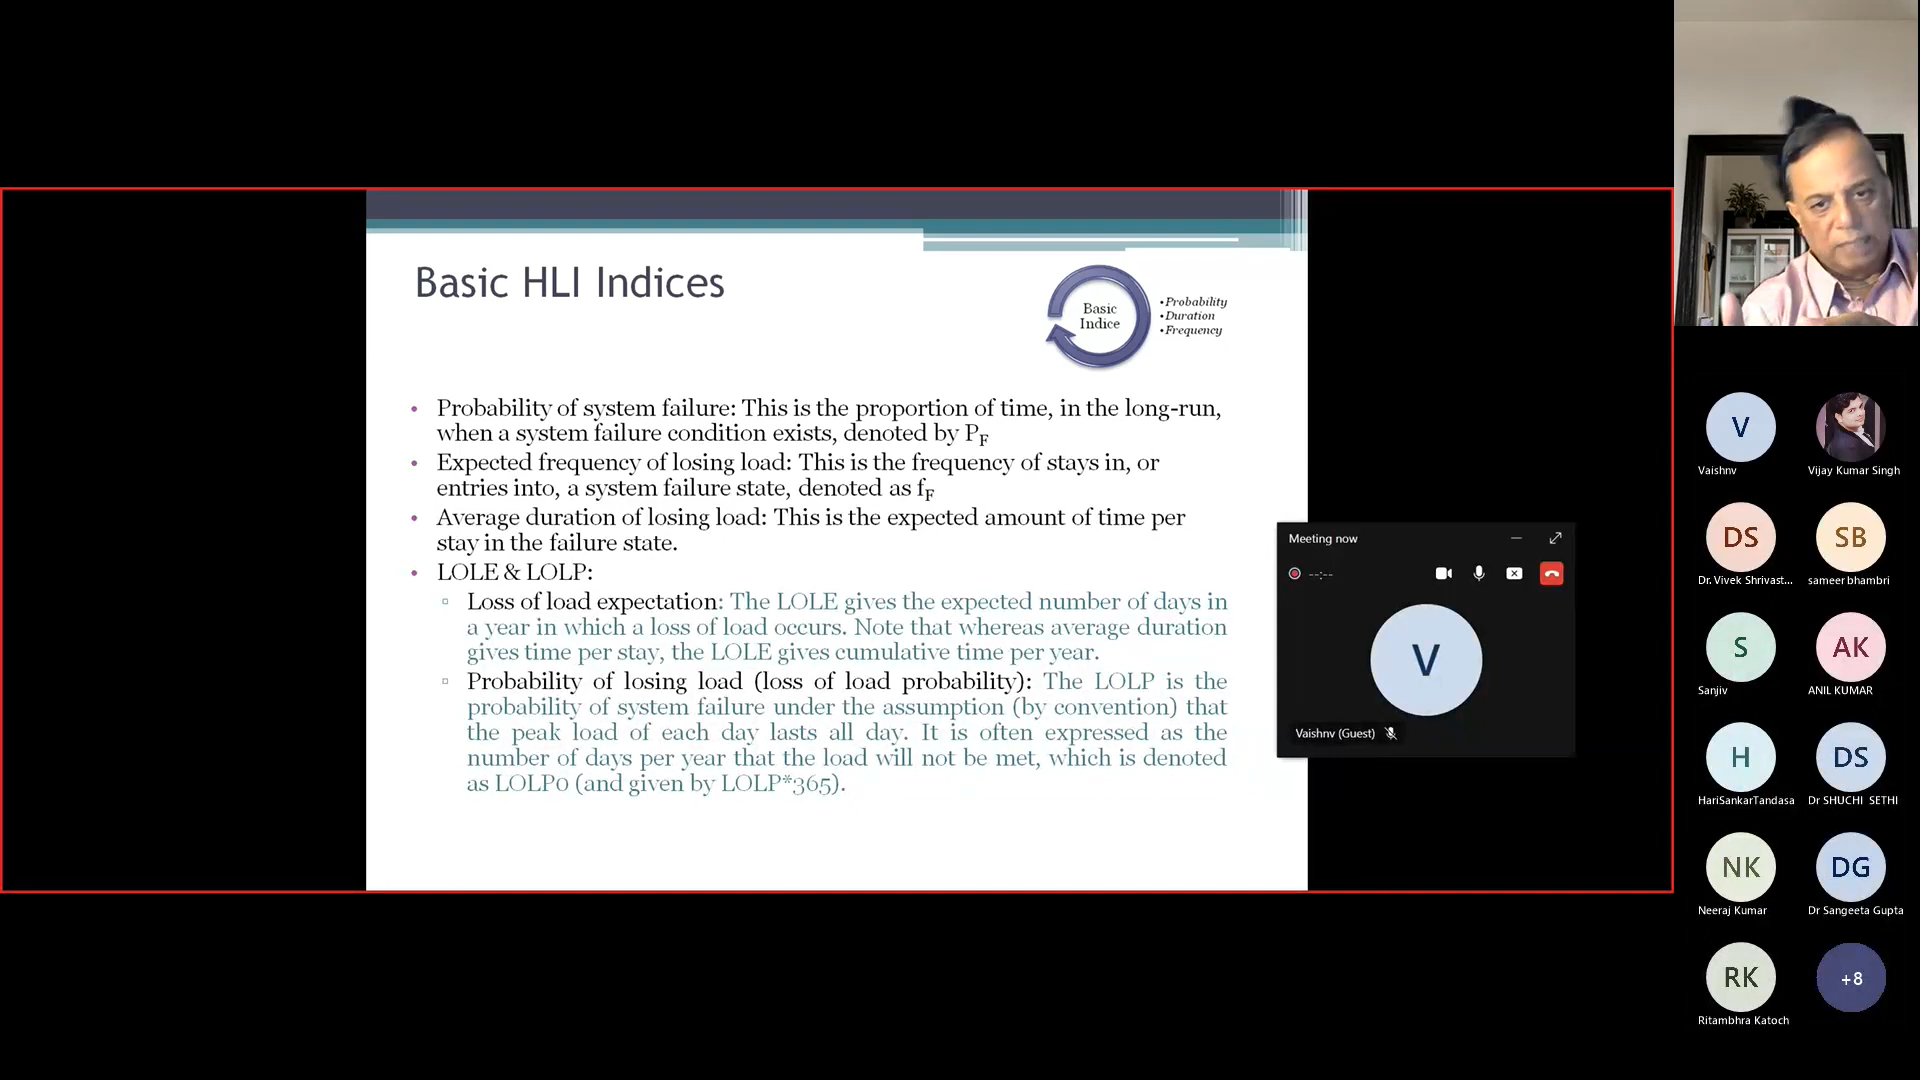 Basic HLI Indices
Basic
Indice
•Probability
•Duration
•Frequency
• Probability of system failure: This is the proportion of time, in the long-run,
when a system failure condition exists, denoted by PF
• Expected frequency of losing load: This is the frequency of stays in, or
entries into, a system failure state, denoted as fF
• Average duration of losing load: This is the expected amount of time per
stay in the failure state.
• LOLE & LOLP:
▫ Loss of load expectation: The LOLE gives the expected number of days in
a year in which a loss of load occurs. Note that whereas average duration
gives time per stay, the LOLE gives cumulative time per year.
▫ Probability of losing load (loss of load probability): The LOLP is the
probability of system failure under the assumption (by convention) that
the peak load of each day lasts all day. It is often expressed as the
number of days per year that the load will not be met, which is denoted
as LOLP0 (and given by LOLP*365).
Meeting now
--:--
V
Vaishnv (Guest)
V
Vaishnv
Vijay Kumar Singh
DS
Dr. Vivek Shrivast...
SB
sameer bhambri
S
Sanjiv
AK
ANIL KUMAR
H
HariSankarTandasa
DS
Dr SHUCHI SETHI
NK
Neeraj Kumar
DG
Dr Sangeeta Gupta
RK
Ritambhra Katoch
+8